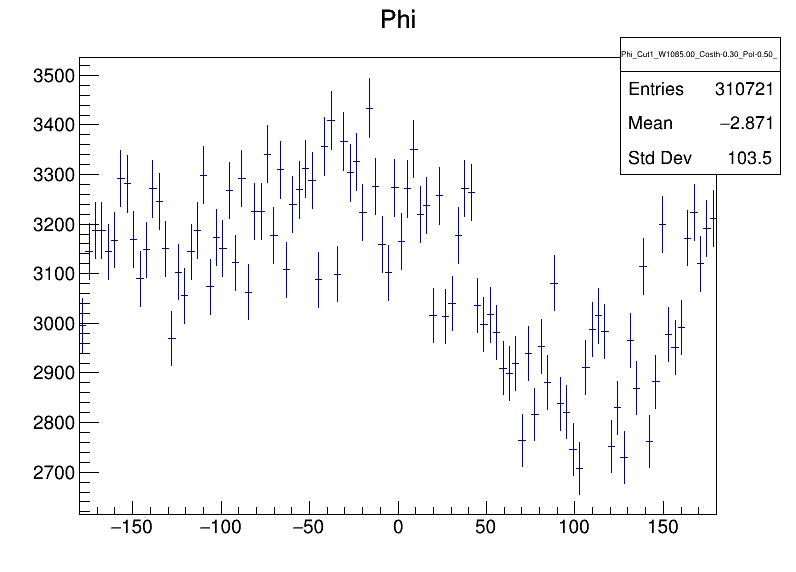 Phi
Phi_Cut1_W1085.00_Costh-0.30_Pol-0.50_
Entries 310721
Mean −2.871
Std Dev 103.5
3500
3400
3300
3200
3100
3000
2900
2800
2700
−150 −100 −50 0 50 100 150